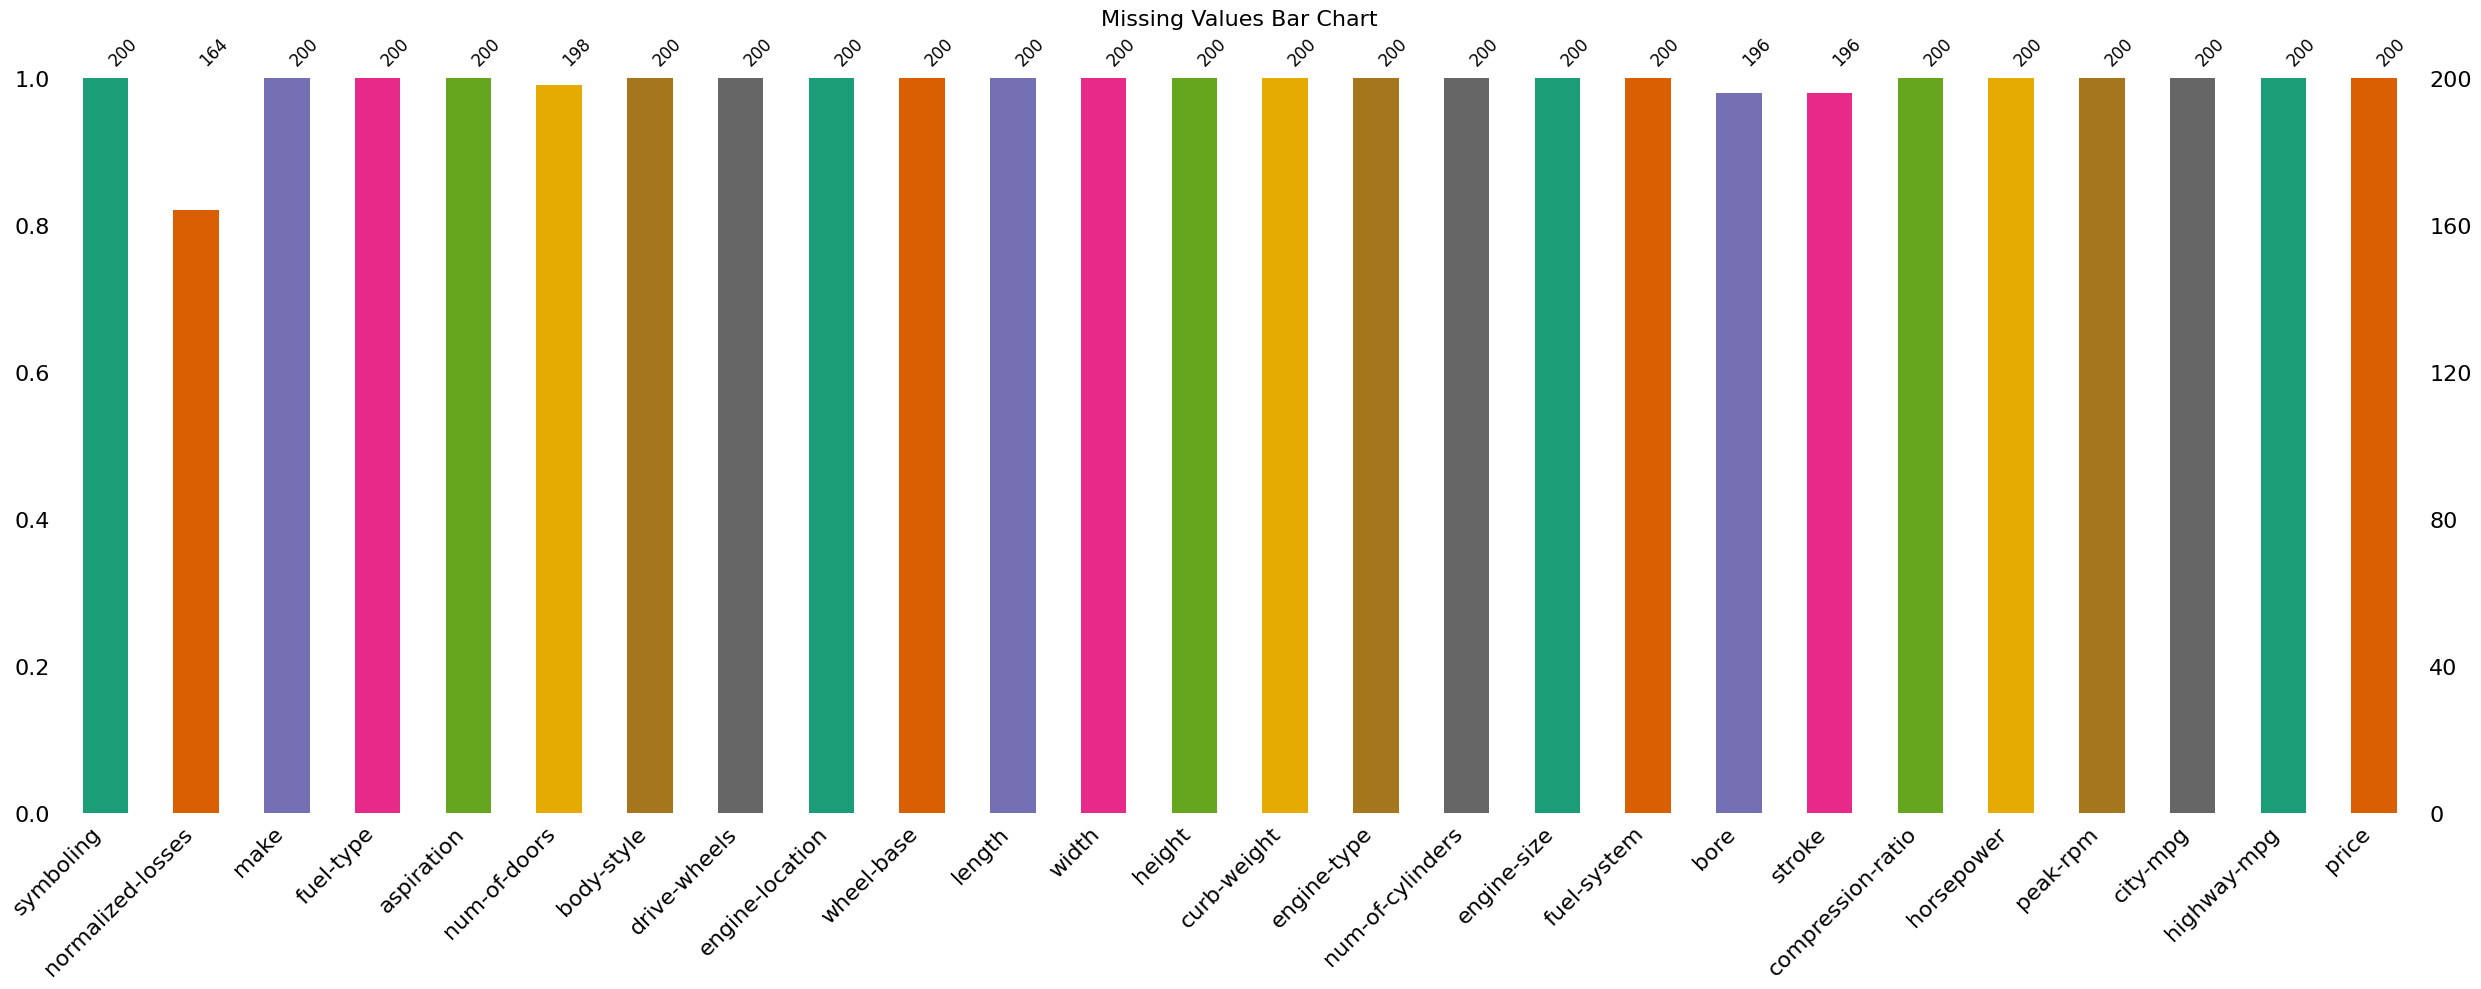 Missing Values Bar Chart
200
164
200
200
200
198
200
200
200
200
200
200
200
200
200
200
200
200
196
196
200
200
200
200
200
200
1.0
0.8
0.6
0.4
0.2
0.0
200
160
120
80
40
0
symboling
normalized-losses
make
fuel-type
aspiration
num-of-doors
body-style
drive-wheels
engine-location
wheel-base
length
width
height
curb-weight
engine-type
num-of-cylinders
engine-size
fuel-system
bore
stroke
compression-ratio
horsepower
peak-rpm
city-mpg
highway-mpg
price